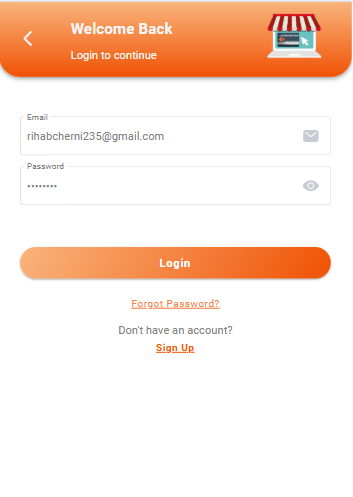 Welcome Back
Login to continue
Email
rihabcherni235@gmail.com
Password
••••••••
Login
Forgot Password?
Don't have an account?
Sign Up